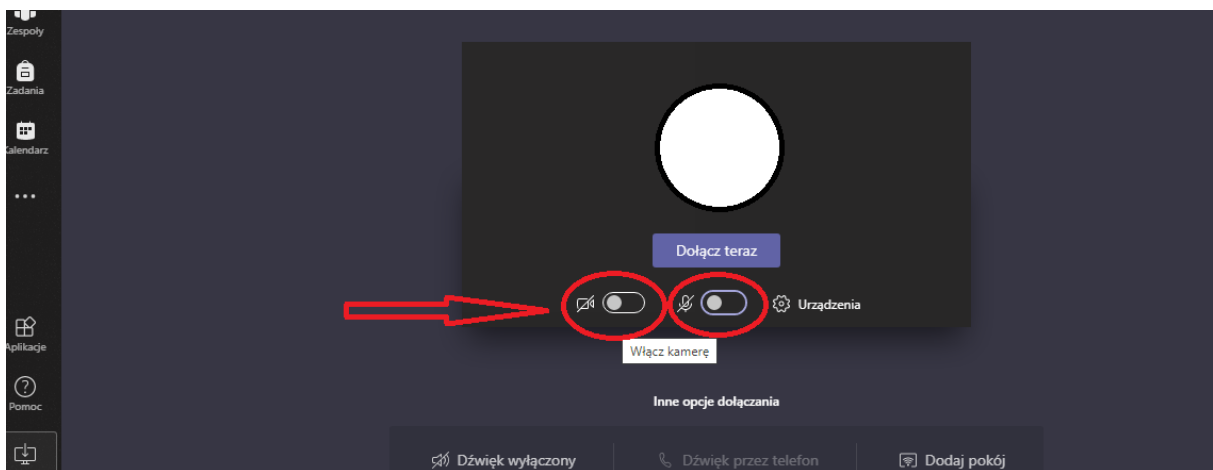 Zespoły
Zadania
Kalendarz
Aplikacje
Pomoc
Dołącz teraz
Urządzenia
Włącz kamerę
Inne opcje dołączania
Dźwięk wyłączony
Dźwięk przez telefon
Dodaj pokój